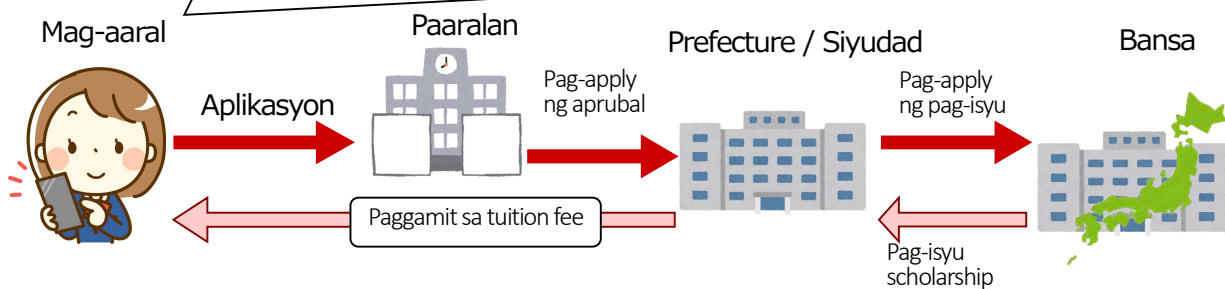 Mag-aaral
Paaralan
Prefecture / Siyudad
Bansa
Aplikasyon
Pag-apply
ng aprubal
Pag-apply
ng pag-isyu
Paggamit sa tuition fee
Pag-isyu
scholarship